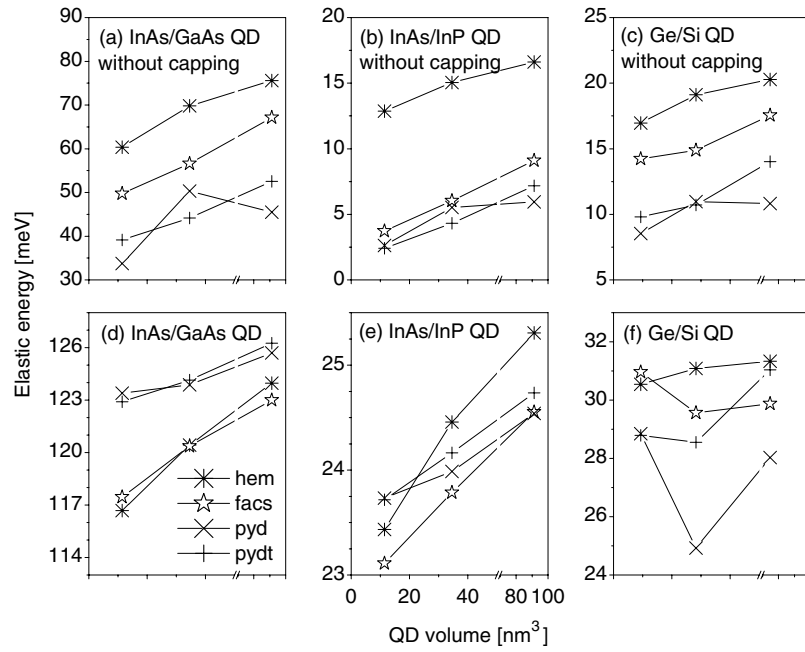 (a) InAs/GaAs QD
without capping
(b) InAs/InP QD
without capping
(c) Ge/Si QD
without capping
90
80
70
60
50
40
30
20
15
10
5
0
25
20
15
10
5
Elastic energy [meV]
(d) InAs/GaAs QD
(e) InAs/InP QD
(f) Ge/Si QD
126
123
120
117
114
hem
facs
pyd
pydt
25
24
23
32
30
28
26
24
0 20 40 80 100
QD volume [nm³]